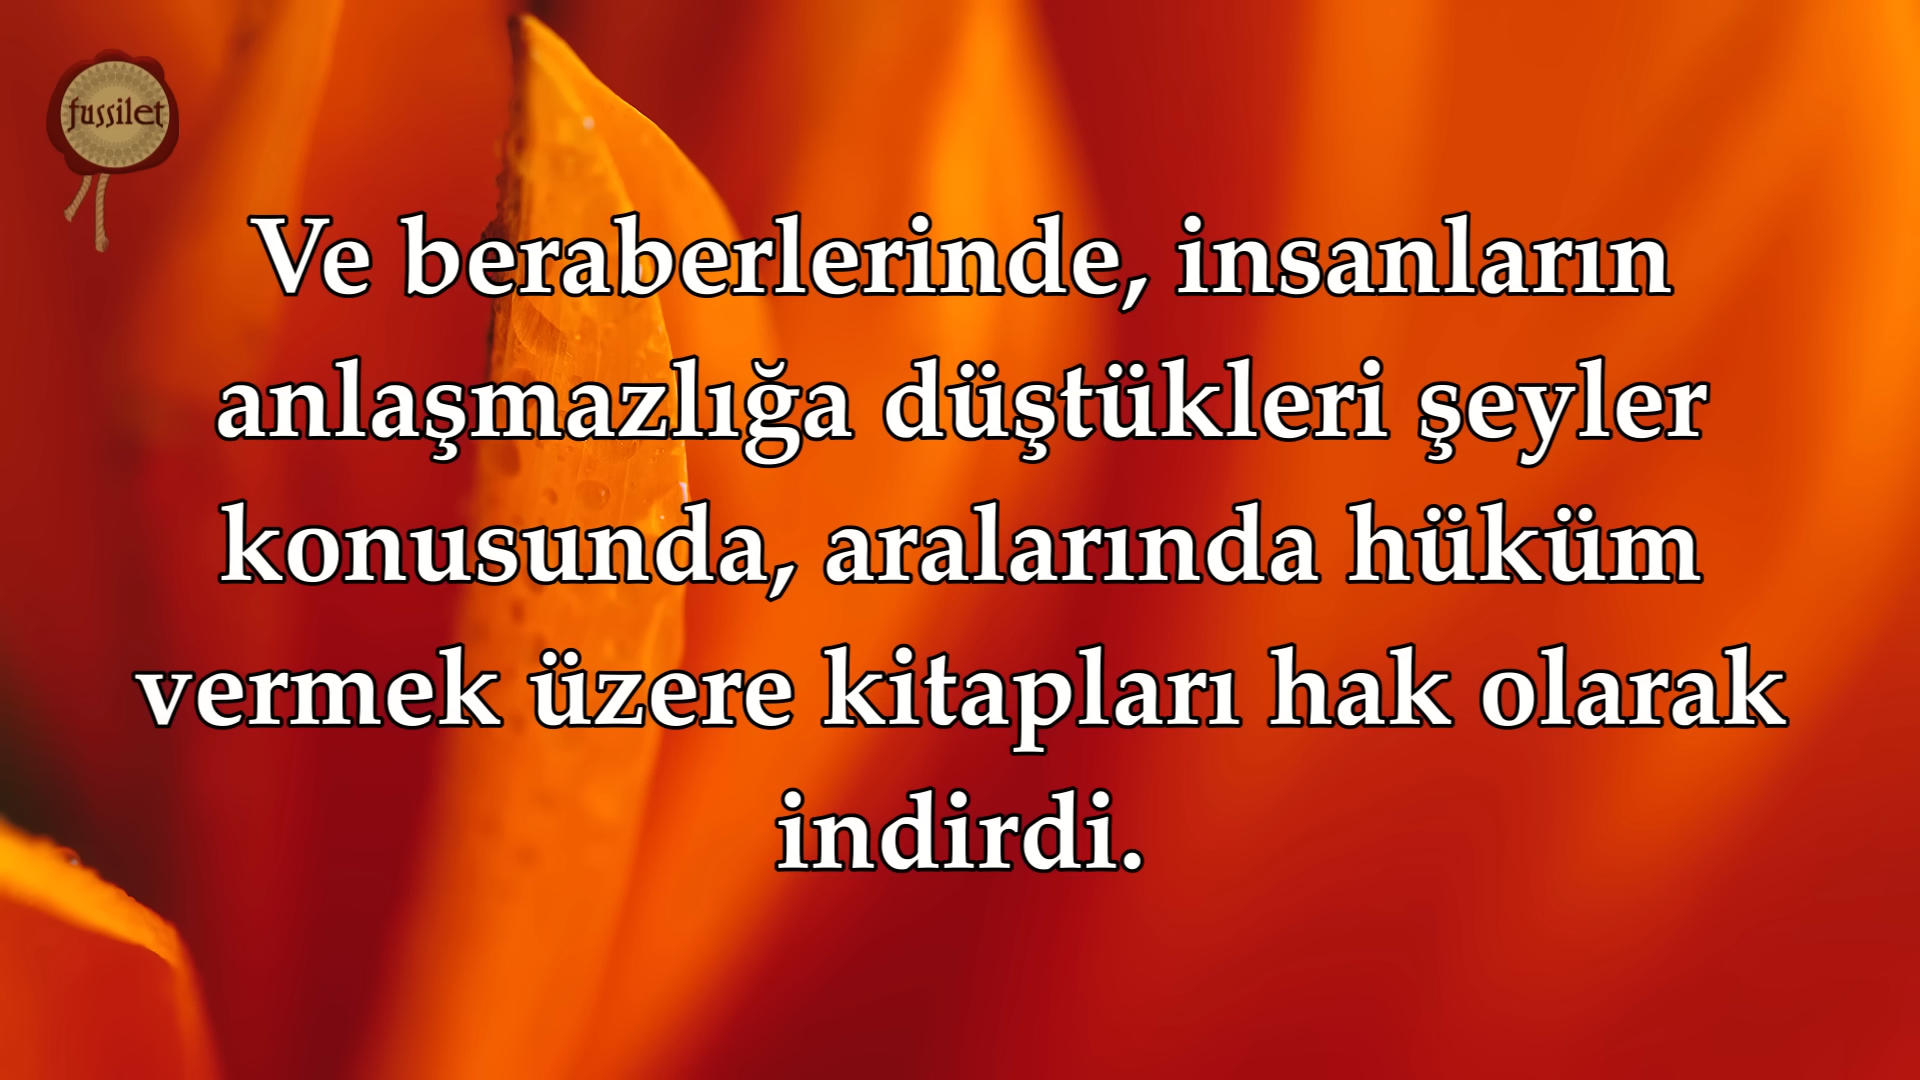 fussilet
Ve beraberlerinde, insanların
anlaşmazlığa düştükleri şeyler
konusunda, aralarında hüküm
vermek üzere kitapları hak olarak
indirdi.